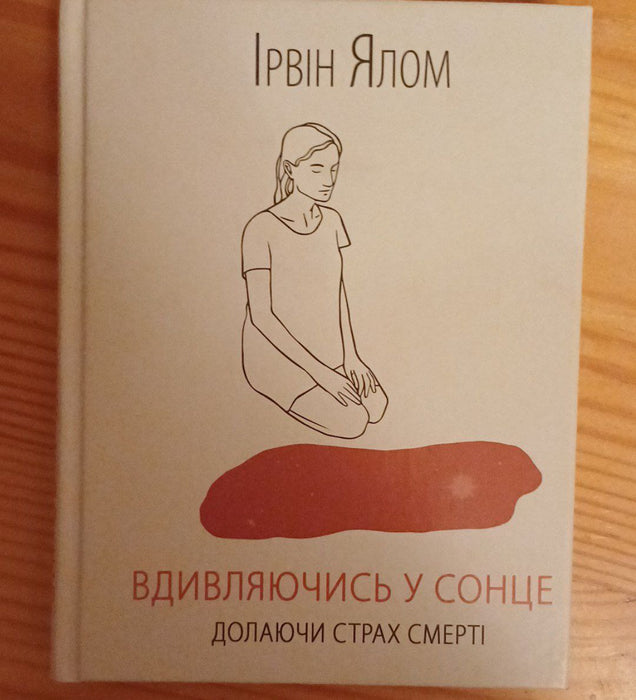 Ірвін Ялом
ВДИВЛЯЮЧИСЬ У СОНЦЕ
ДОЛАЮЧИ СТРАХ СМЕРТІ